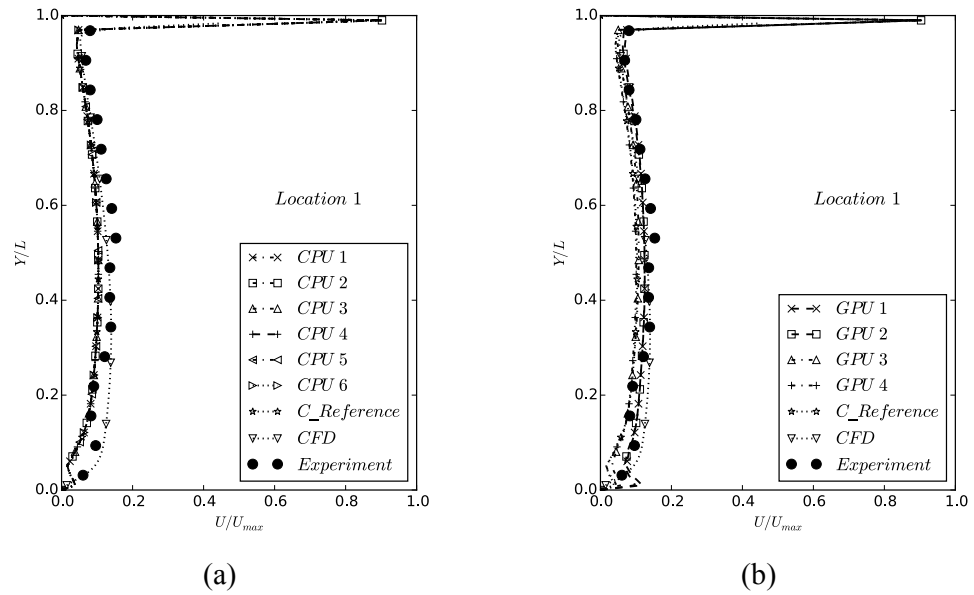 1.0
0.8
0.6
0.4
0.2
0.0
Y/L
0.0 0.2 0.4 0.6 0.8 1.0
U/U_max
Location 1
CPU 1
CPU 2
CPU 3
CPU 4
CPU 5
CPU 6
C_Reference
CFD
Experiment
(a)
1.0
0.8
0.6
0.4
0.2
0.0
Y/L
0.0 0.2 0.4 0.6 0.8 1.0
U/U_max
Location 1
GPU 1
GPU 2
GPU 3
GPU 4
C_Reference
CFD
Experiment
(b)